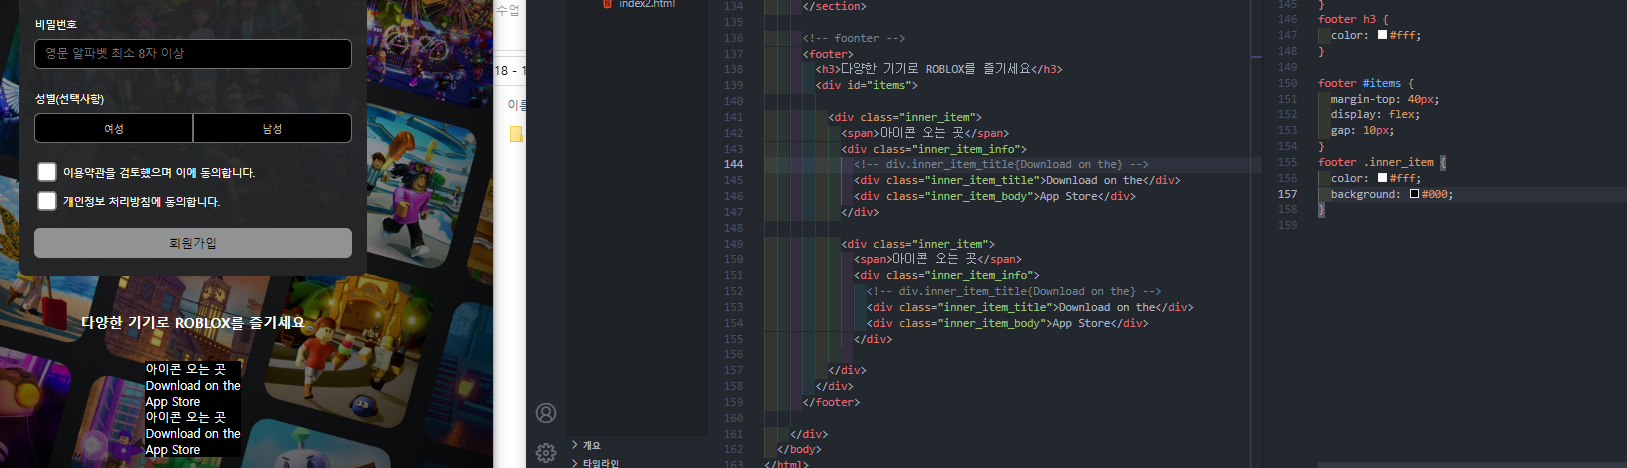 비밀번호
영문 알파벳 최소 8자 이상
성별(선택사항)
여성
남성
이용약관을 검토했으며 이에 동의합니다.
개인정보 처리방침에 동의합니다.
회원가입
다양한 기기로 ROBLOX를 즐기세요
아이콘 오는 곳
Download on the
App Store
아이콘 오는 곳
Download on the
App Store
수업
18 - 1
이름
index2.html
개요
타임라인
134 </section>
135
136 <!-- foonter -->
137 <footer>
138 <h3>다양한 기기로 ROBLOX를 즐기세요</h3>
139 <div id="items">
140
141 <div class="inner_item">
142 <span>아이콘 오는 곳</span>
143 <div class="inner_item_info">
144 <!-- div.inner_item_title{Download on the} -->
145 <div class="inner_item_title">Download on the</div>
146 <div class="inner_item_body">App Store</div>
147 </div>
148
149 <div class="inner_item">
150 <span>아이콘 오는 곳</span>
151 <div class="inner_item_info">
152 <!-- div.inner_item_title{Download on the} -->
153 <div class="inner_item_title">Download on the</div>
154 <div class="inner_item_body">App Store</div>
155 </div>
156
157 </div>
158 </div>
159 </footer>
160
161 </div>
162 </body>
163 </html>
145 }
146 footer h3 {
147 color: #fff;
148 }
149
150 footer #items {
151 margin-top: 40px;
152 display: flex;
153 gap: 10px;
154 }
155 footer .inner_item {
156 color: #fff;
157 background: #000;
158 }
159